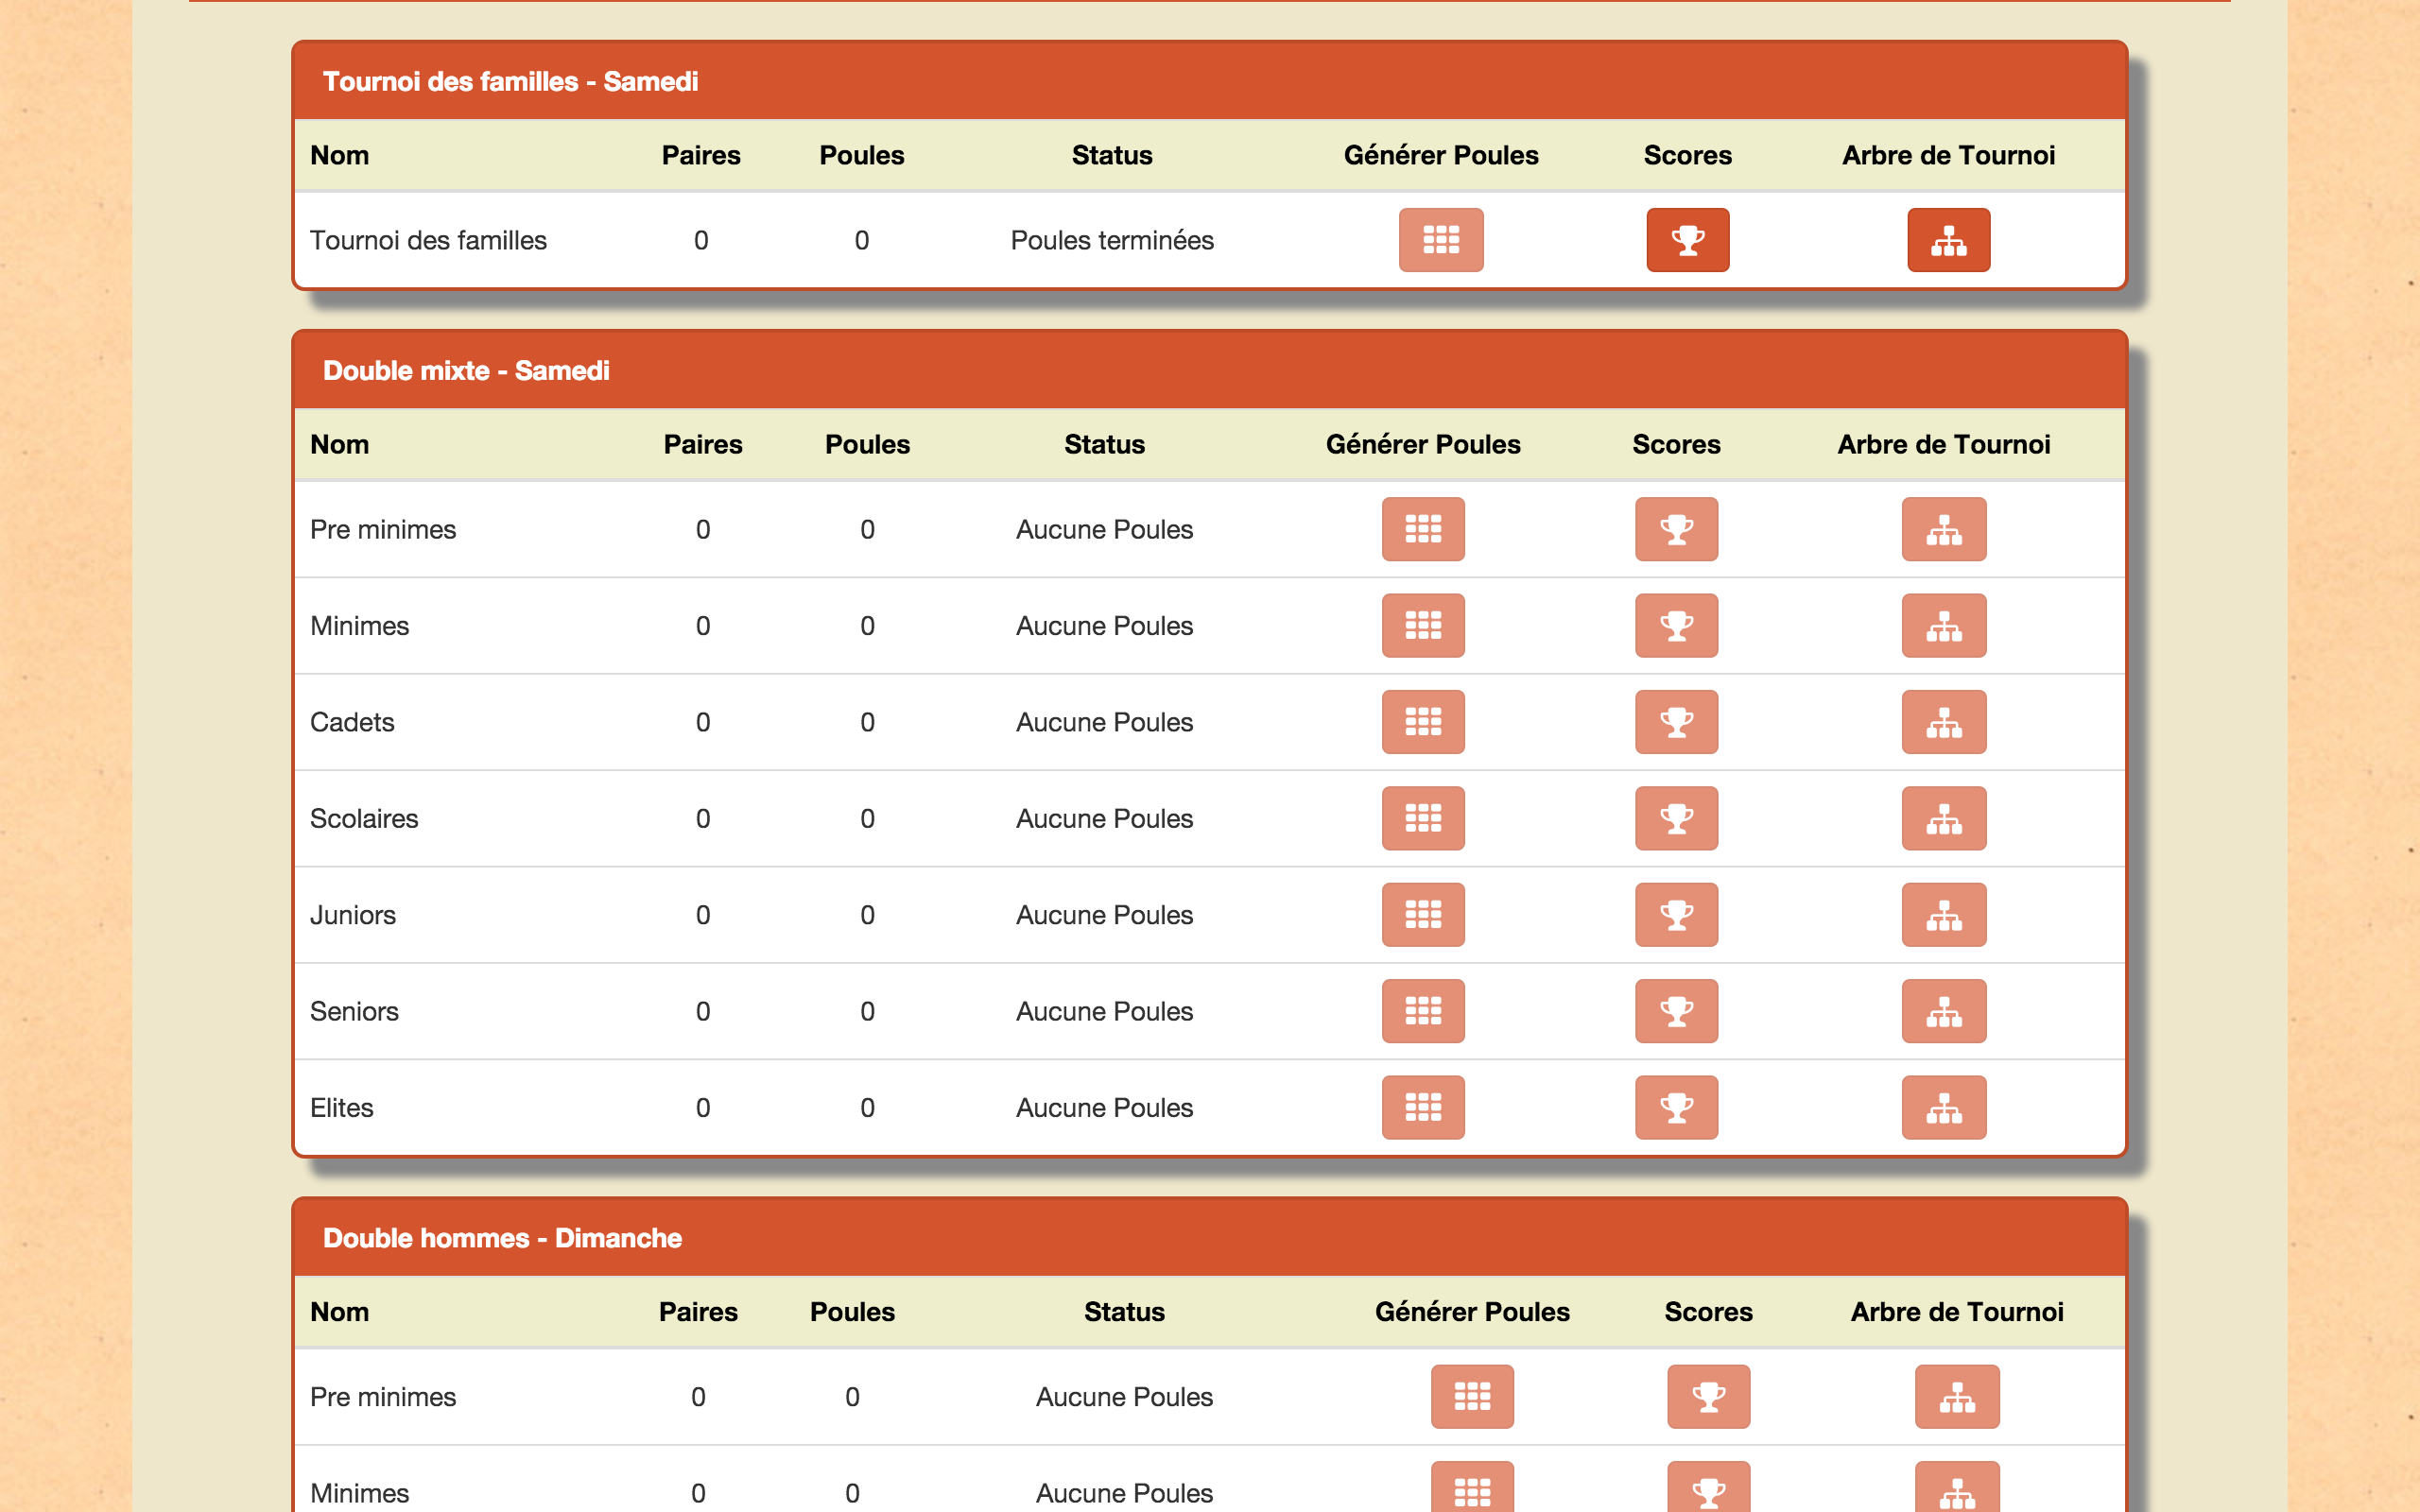 Tournoi des familles - Samedi
Nom Paires Poules Status Générer Poules Scores Arbre de Tournoi
Tournoi des familles 0 0 Poules terminées
Double mixte - Samedi
Nom Paires Poules Status Générer Poules Scores Arbre de Tournoi
Pre minimes 0 0 Aucune Poules
Minimes 0 0 Aucune Poules
Cadets 0 0 Aucune Poules
Scolaires 0 0 Aucune Poules
Juniors 0 0 Aucune Poules
Seniors 0 0 Aucune Poules
Elites 0 0 Aucune Poules
Double hommes - Dimanche
Nom Paires Poules Status Générer Poules Scores Arbre de Tournoi
Pre minimes 0 0 Aucune Poules
Minimes 0 0 Aucune Poules